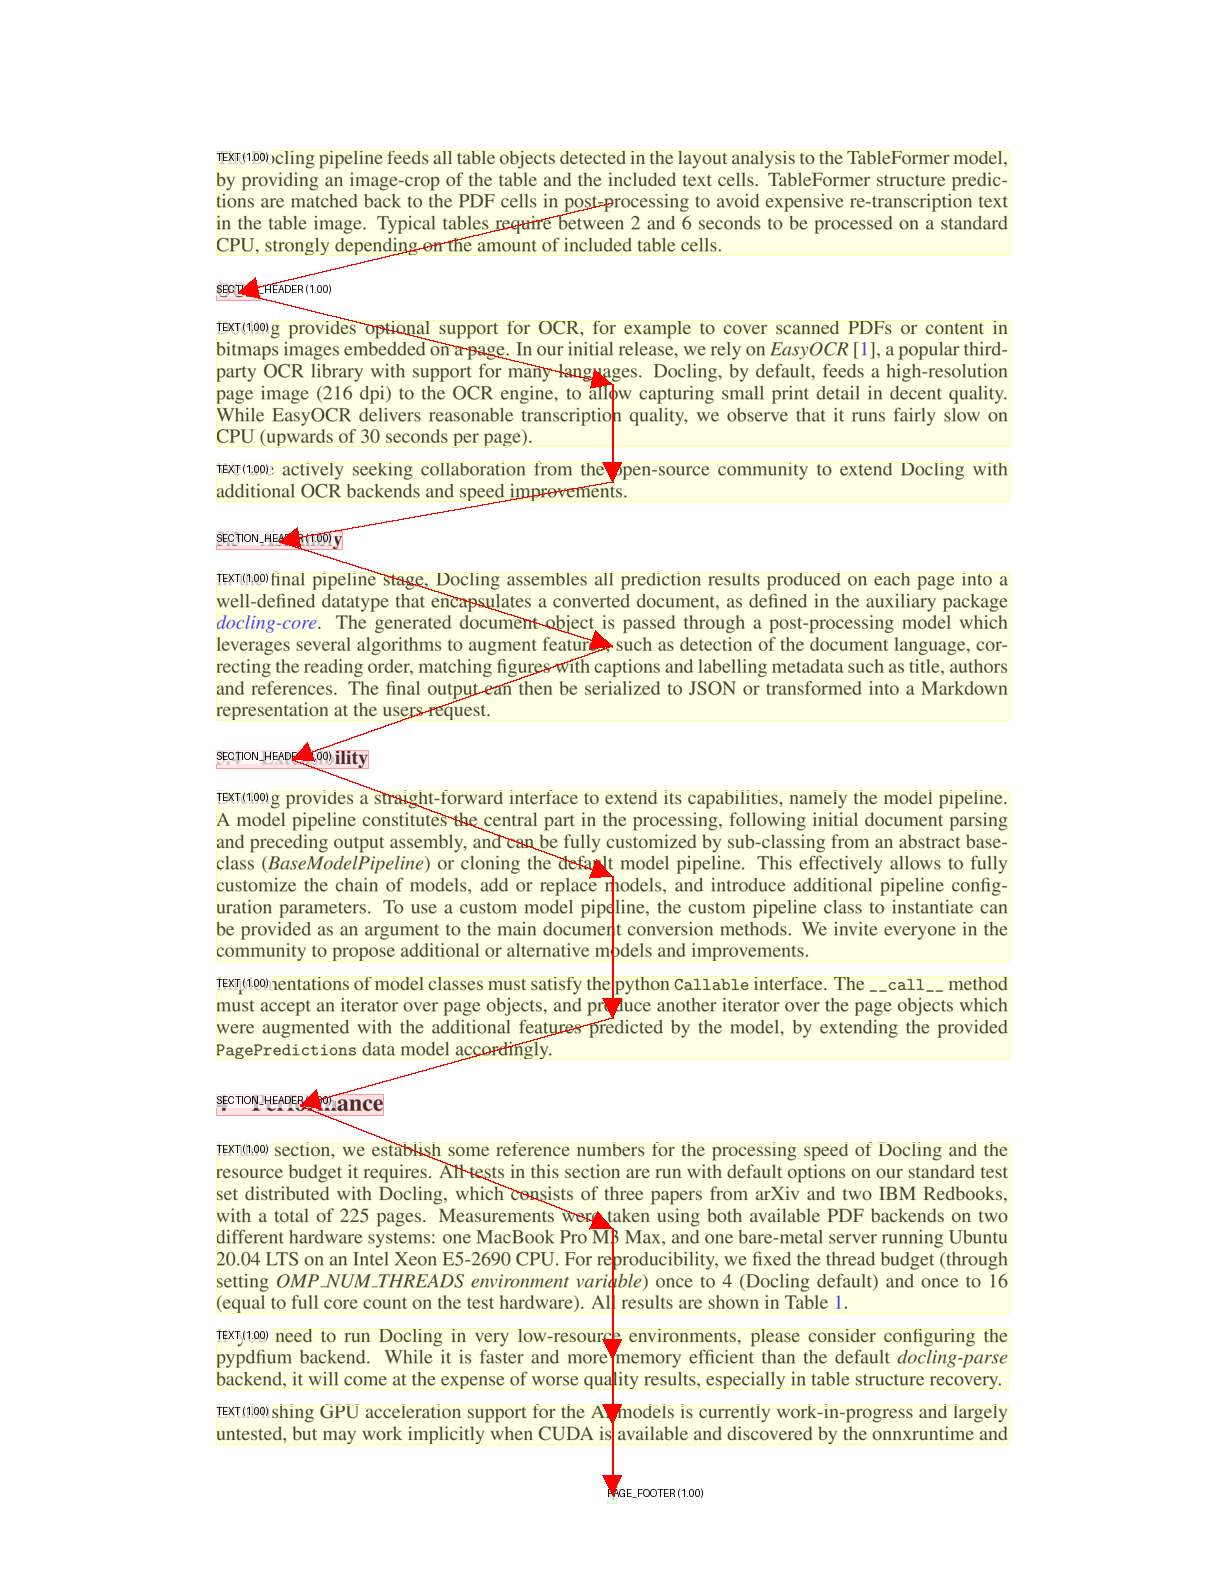 TEXT (1.00) ocling pipeline feeds all table objects detected in the layout analysis to the TableFormer model,
by providing an image-crop of the table and the included text cells. TableFormer structure predic-
tions are matched back to the PDF cells in post-processing to avoid expensive re-transcription text
in the table image. Typical tables require between 2 and 6 seconds to be processed on a standard
CPU, strongly depending on the amount of included table cells.
SECTION_HEADER (1.00)
TEXT (1.00) g provides optional support for OCR, for example to cover scanned PDFs or content in
bitmaps images embedded on a page. In our initial release, we rely on EasyOCR [1], a popular third-
party OCR library with support for many languages. Docling, by default, feeds a high-resolution
page image (216 dpi) to the OCR engine, to allow capturing small print detail in decent quality.
While EasyOCR delivers reasonable transcription quality, we observe that it runs fairly slow on
CPU (upwards of 30 seconds per page).
TEXT (1.00) actively seeking collaboration from the open-source community to extend Docling with
additional OCR backends and speed improvements.
SECTION_HEADER (1.00)
TEXT (1.00) final pipeline stage, Docling assembles all prediction results produced on each page into a
well-defined datatype that encapsulates a converted document, as defined in the auxiliary package
docling-core. The generated document object is passed through a post-processing model which
leverages several algorithms to augment features, such as detection of the document language, cor-
recting the reading order, matching figures with captions and labelling metadata such as title, authors
and references. The final output can then be serialized to JSON or transformed into a Markdown
representation at the users request.
SECTION_HEADER (1.00) ility
TEXT (1.00) g provides a straight-forward interface to extend its capabilities, namely the model pipeline.
A model pipeline constitutes the central part in the processing, following initial document parsing
and preceding output assembly, and can be fully customized by sub-classing from an abstract base-
class (BaseModelPipeline) or cloning the default model pipeline. This effectively allows to fully
customize the chain of models, add or replace models, and introduce additional pipeline config-
uration parameters. To use a custom model pipeline, the custom pipeline class to instantiate can
be provided as an argument to the main document conversion methods. We invite everyone in the
community to propose additional or alternative models and improvements.
TEXT (1.00) mentations of model classes must satisfy the python Callable interface. The __call__ method
must accept an iterator over page objects, and produce another iterator over the page objects which
were augmented with the additional features predicted by the model, by extending the provided
PagePredictions data model accordingly.
SECTION_HEADER (1.00) Performance
TEXT (1.00) section, we establish some reference numbers for the processing speed of Docling and the
resource budget it requires. All tests in this section are run with default options on our standard test
set distributed with Docling, which consists of three papers from arXiv and two IBM Redbooks,
with a total of 225 pages. Measurements were taken using both available PDF backends on two
different hardware systems: one MacBook Pro M3 Max, and one bare-metal server running Ubuntu
20.04 LTS on an Intel Xeon E5-2690 CPU. For reproducibility, we fixed the thread budget (through
setting OMP_NUM_THREADS environment variable) once to 4 (Docling default) and once to 16
(equal to full core count on the test hardware). All results are shown in Table 1.
TEXT (1.00) need to run Docling in very low-resource environments, please consider configuring the
pypdfium backend. While it is faster and more memory efficient than the default docling-parse
backend, it will come at the expense of worse quality results, especially in table structure recovery.
TEXT (1.00) shing GPU acceleration support for the AI models is currently work-in-progress and largely
untested, but may work implicitly when CUDA is available and discovered by the onnxruntime and
PAGE_FOOTER (1.00)